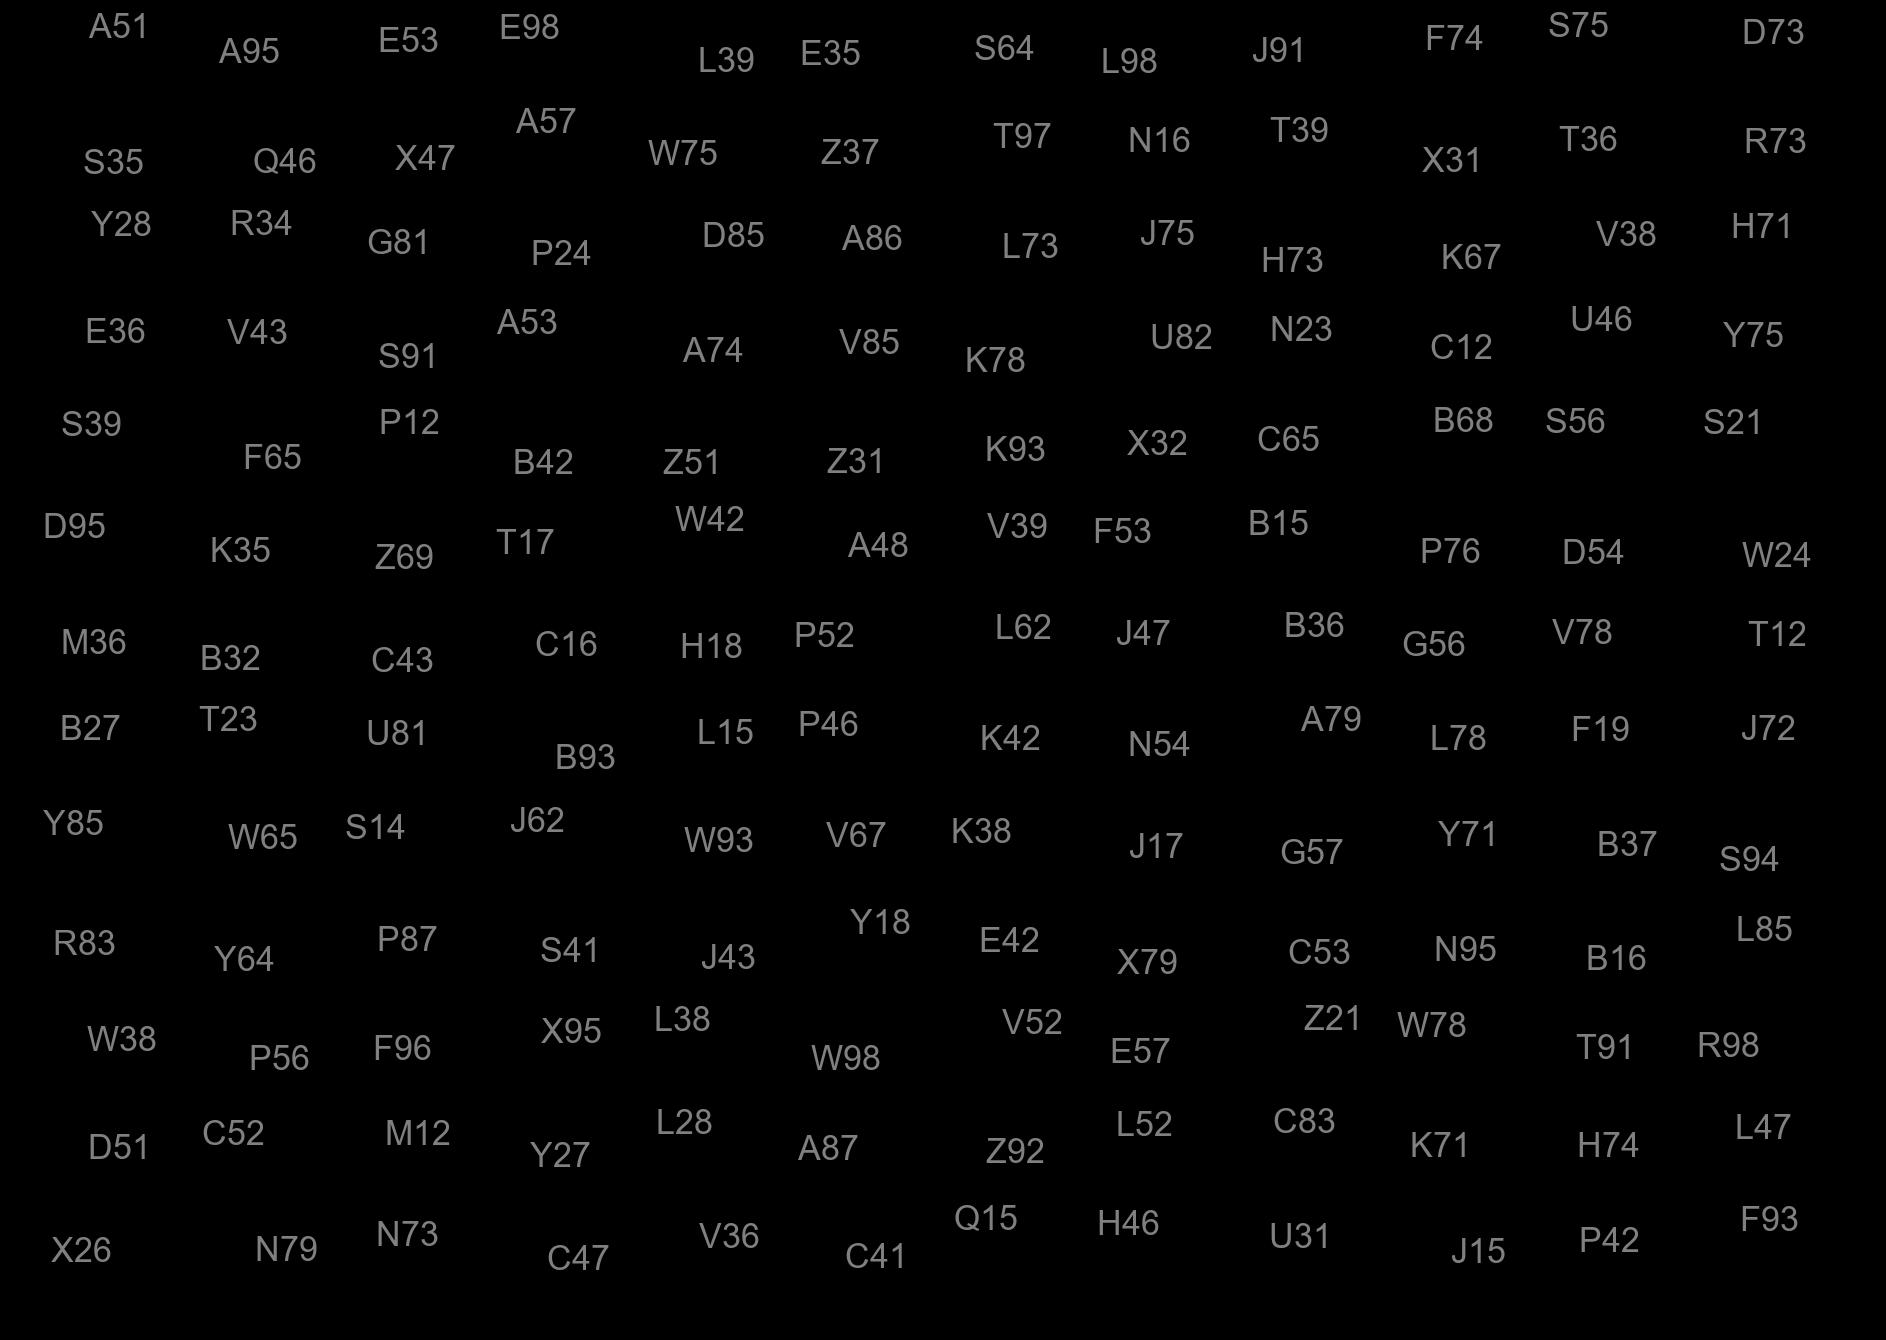 A51 A95 E53 E98 L39 E35 S64 L98 J91 F74 S75 D73
S35 Q46 X47 A57 W75 Z37 T97 N16 T39 X31 T36 R73
Y28 R34 G81 P24 D85 A86 L73 J75 H73 K67 V38 H71
E36 V43 S91 A53 A74 V85 K78 U82 N23 C12 U46 Y75
S39 F65 P12 B42 Z51 Z31 K93 X32 C65 B68 S56 S21
D95 K35 Z69 T17 W42 A48 V39 F53 B15 P76 D54 W24
M36 B32 C43 C16 H18 P52 L62 J47 B36 G56 V78 T12
B27 T23 U81 B93 L15 P46 K42 N54 A79 L78 F19 J72
Y85 W65 S14 J62 W93 V67 K38 J17 G57 Y71 B37 S94
R83 Y64 P87 S41 J43 Y18 E42 X79 C53 N95 B16 L85
W38 P56 F96 X95 L38 W98 V52 E57 Z21 W78 T91 R98
D51 C52 M12 Y27 L28 A87 Z92 L52 C83 K71 H74 L47
X26 N79 N73 C47 V36 C41 Q15 H46 U31 J15 P42 F93